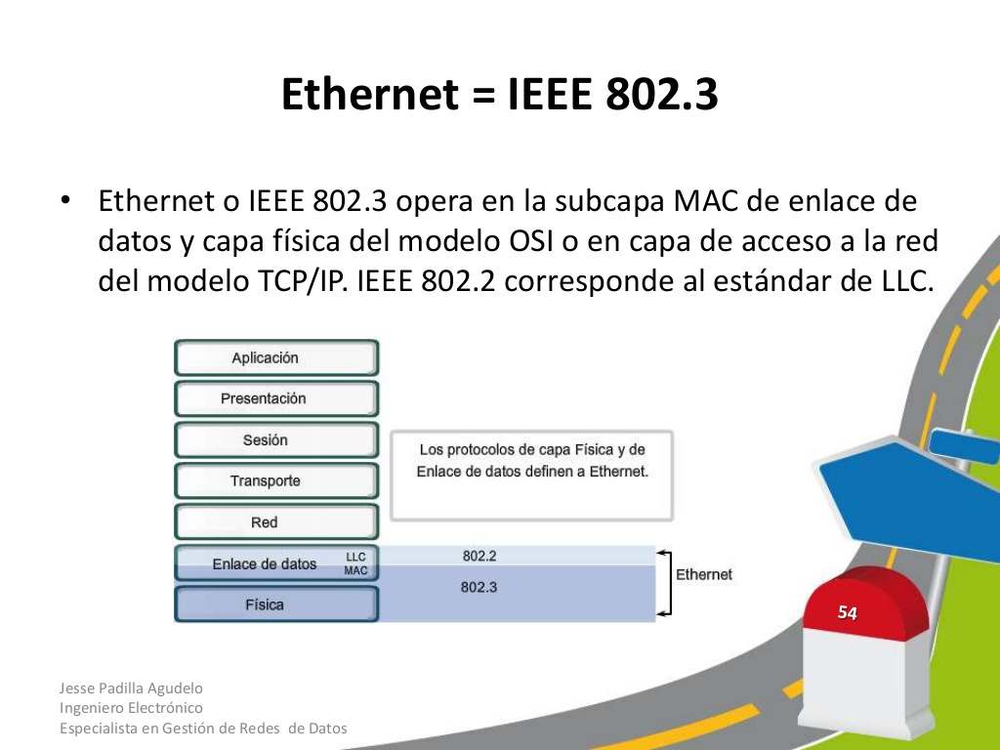 Ethernet = IEEE 802.3
• Ethernet o IEEE 802.3 opera en la subcapa MAC de enlace de
datos y capa física del modelo OSI o en capa de acceso a la red
del modelo TCP/IP. IEEE 802.2 corresponde al estándar de LLC.
Aplicación
Presentación
Sesión
Transporte
Red
Enlace de datos
LLC
MAC
Física
Los protocolos de capa Física y de
Enlace de datos definen a Ethernet.
802.2
802.3
Ethernet
54
Jesse Padilla Agudelo
Ingeniero Electrónico
Especialista en Gestión de Redes de Datos